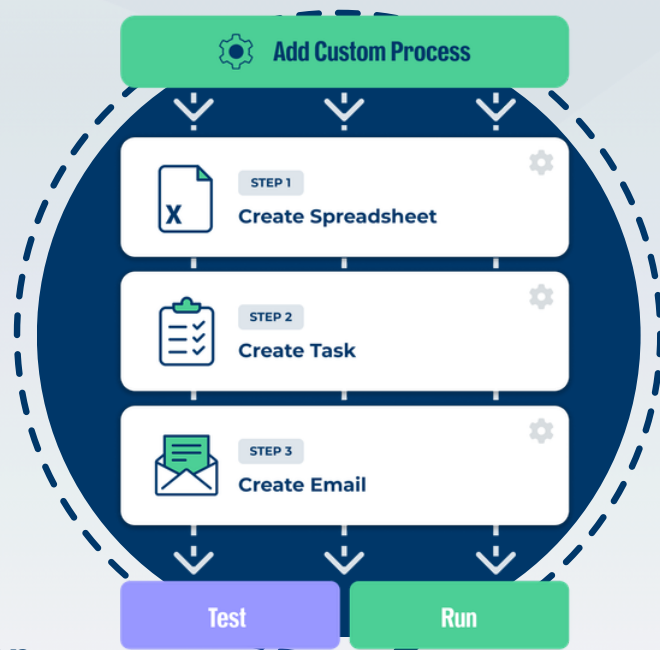 Add Custom Process
STEP 1
Create Spreadsheet
X
STEP 2
Create Task
STEP 3
Create Email
Test
Run